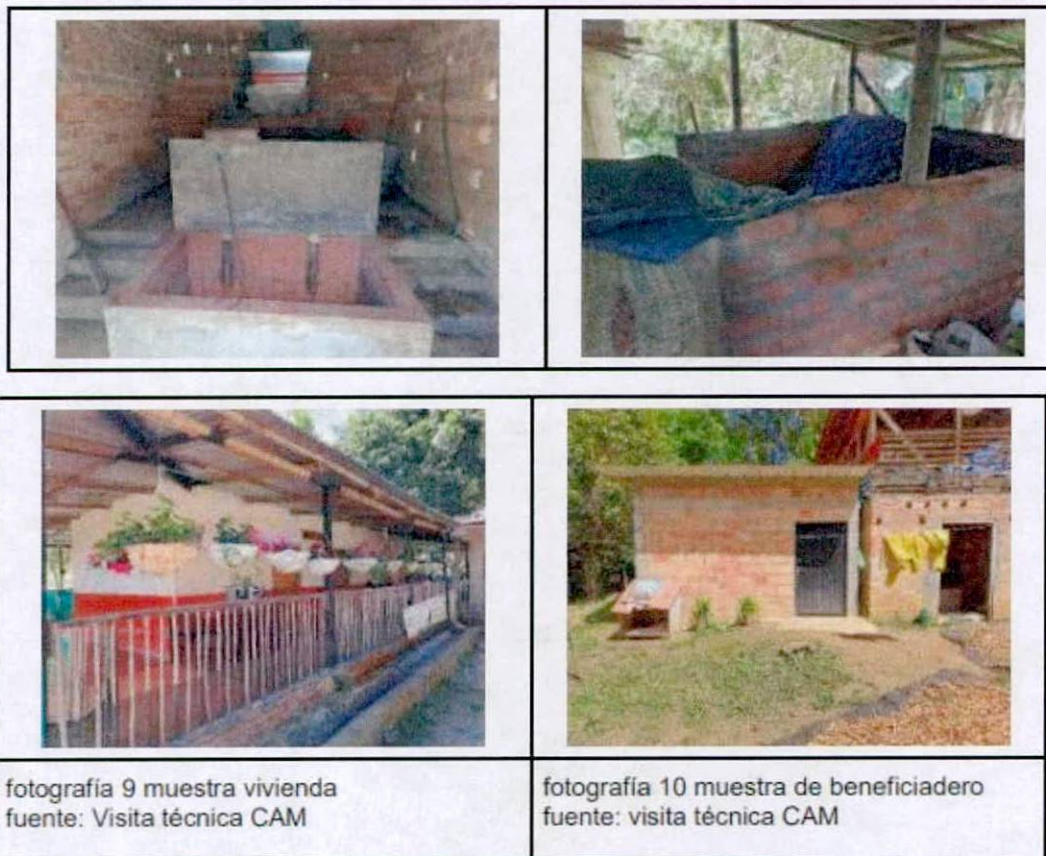 fotografía 9 muestra vivienda
fuente: Visita técnica CAM
fotografía 10 muestra de beneficiadero
fuente: visita técnica CAM